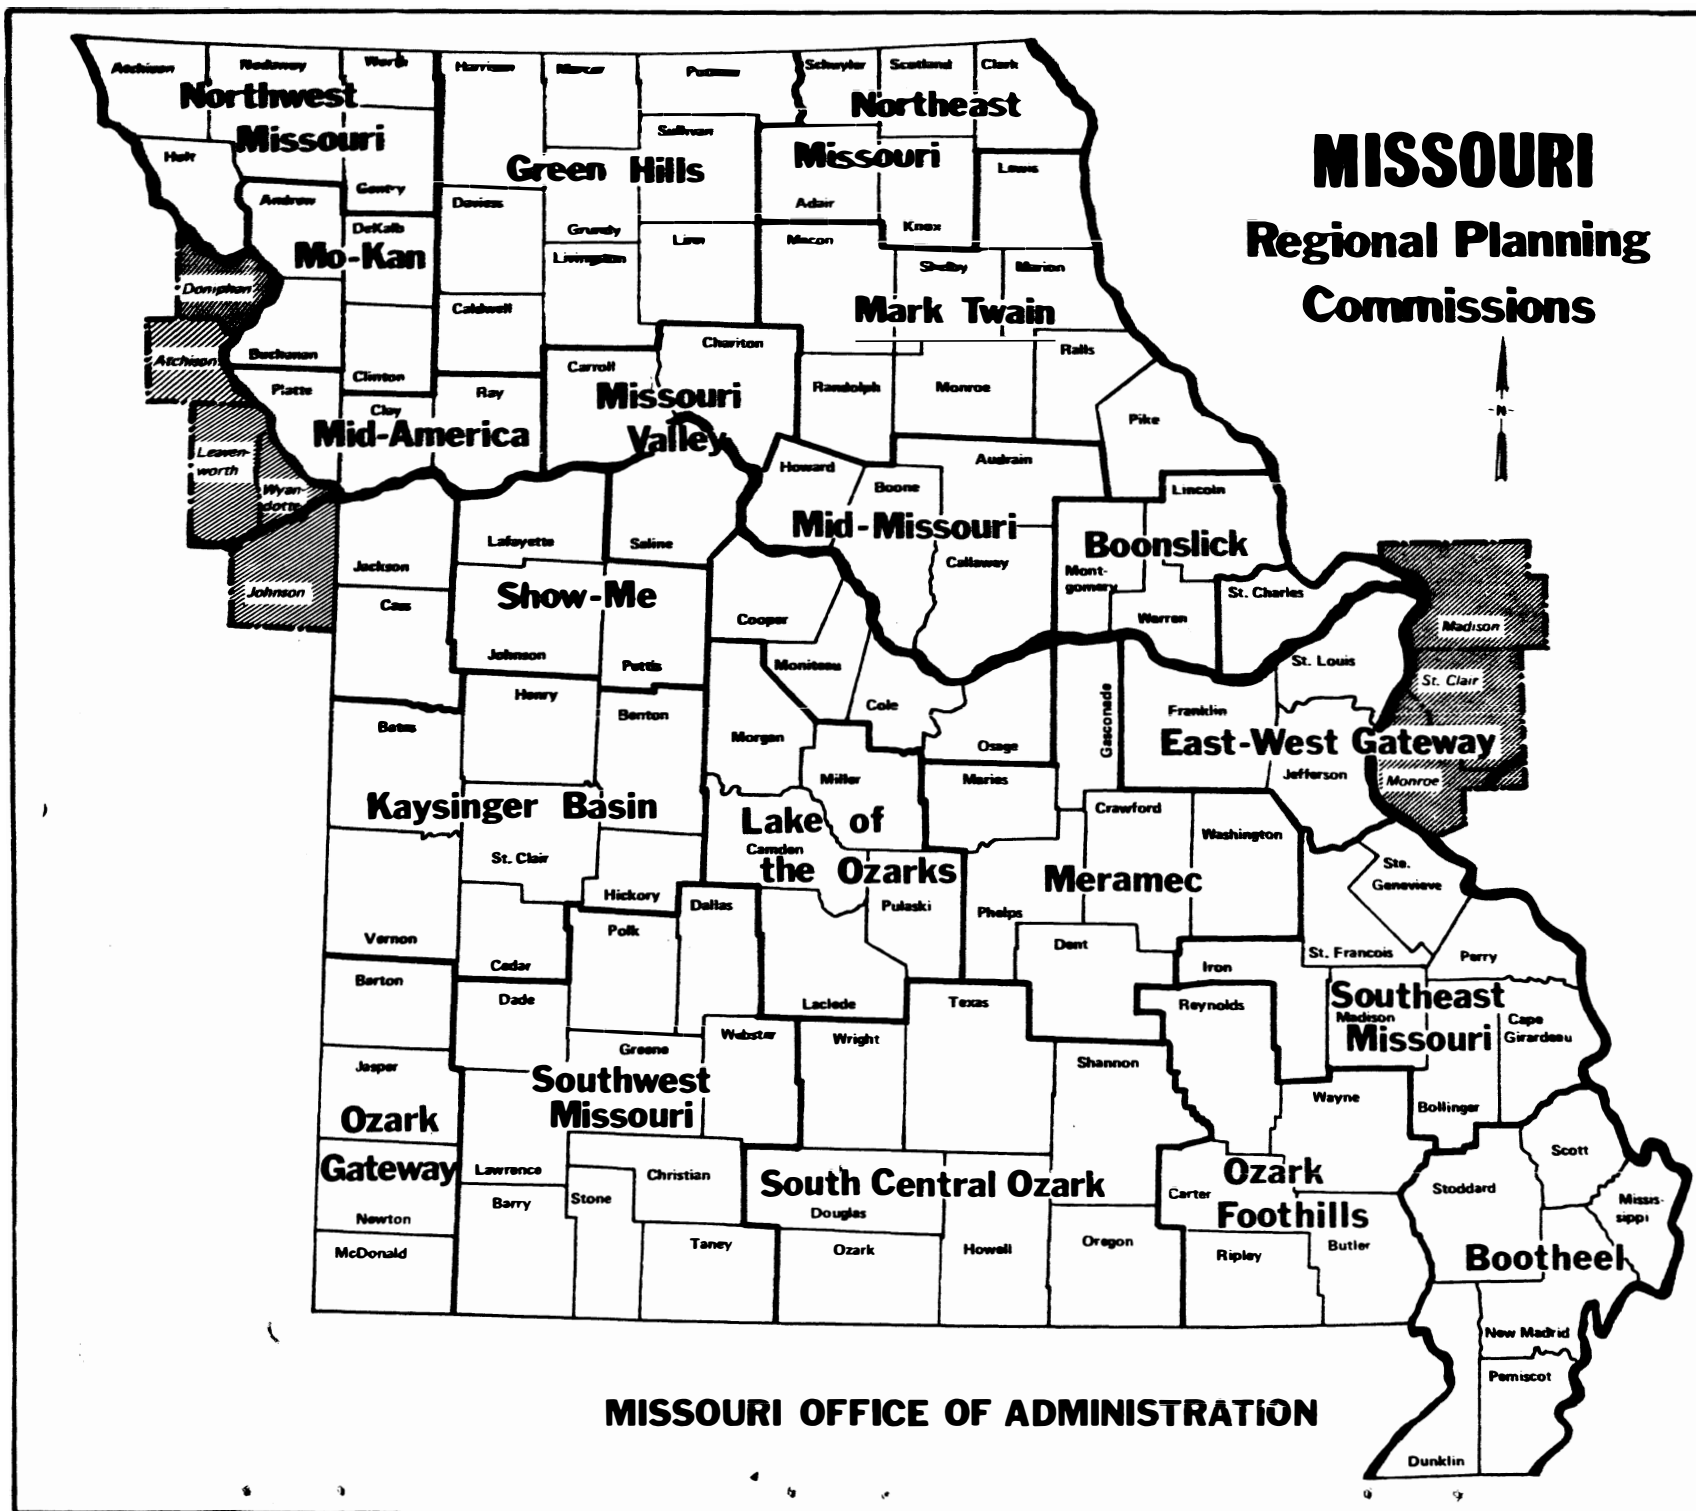 MISSOURI
Regional Planning
Commissions
N
Atchison
Nodaway
Worth
Harrison
Mercer
Putnam
Schuyler
Scotland
Clark
Northwest
Missouri
Northeast
Missouri
Green Hills
Sullivan
Holt
Gentry
Andrew
DeKalb
Daviess
Grundy
Livingston
Linn
Adair
Knox
Lewis
Macon
Shelby
Marion
Mo-Kan
Mark Twain
Doniphan
Atchison
Buchanan
Clinton
Caldwell
Chariton
Carroll
Ralls
Randolph
Monroe
Pike
Platte
Clay
Ray
Mid-America
Missouri
Valley
Leaven-
worth
Wyan-
dotte
Howard
Boone
Audrain
Lincoln
Mid-Missouri
Boonslick
Lafayette
Saline
Jackson
Cass
Johnson
Show-Me
Callaway
Mont-
gomery
Warren
St. Charles
Cooper
Johnson
Pettis
Moniteau
Madison
St. Louis
St. Clair
Henry
Benton
Cole
Morgan
Osage
Gasconade
Franklin
East-West Gateway
Bates
Miller
Maries
Jefferson
Monroe
Kaysinger Basin
Lake of
the Ozarks
Camden
Crawford
Washington
Meramec
St. Clair
Hickory
Dallas
Pulaski
Phelps
Ste.
Genevieve
Vernon
Cedar
Polk
Dent
Iron
St. Francois
Perry
Barton
Dade
Laclede
Texas
Reynolds
Southeast
Missouri
Madison
Cape
Girardeau
Jasper
Greene
Webster
Wright
Shannon
Wayne
Bollinger
Southwest
Missouri
Ozark
Gateway
Lawrence
Christian
South Central Ozark
Ozark
Foothills
Scott
Stoddard
Missis-
sippi
Barry
Stone
Douglas
Carter
Newton
McDonald
Taney
Ozark
Howell
Oregon
Ripley
Butler
Bootheel
New Madrid
Pemiscot
Dunklin
MISSOURI OFFICE OF ADMINISTRATION